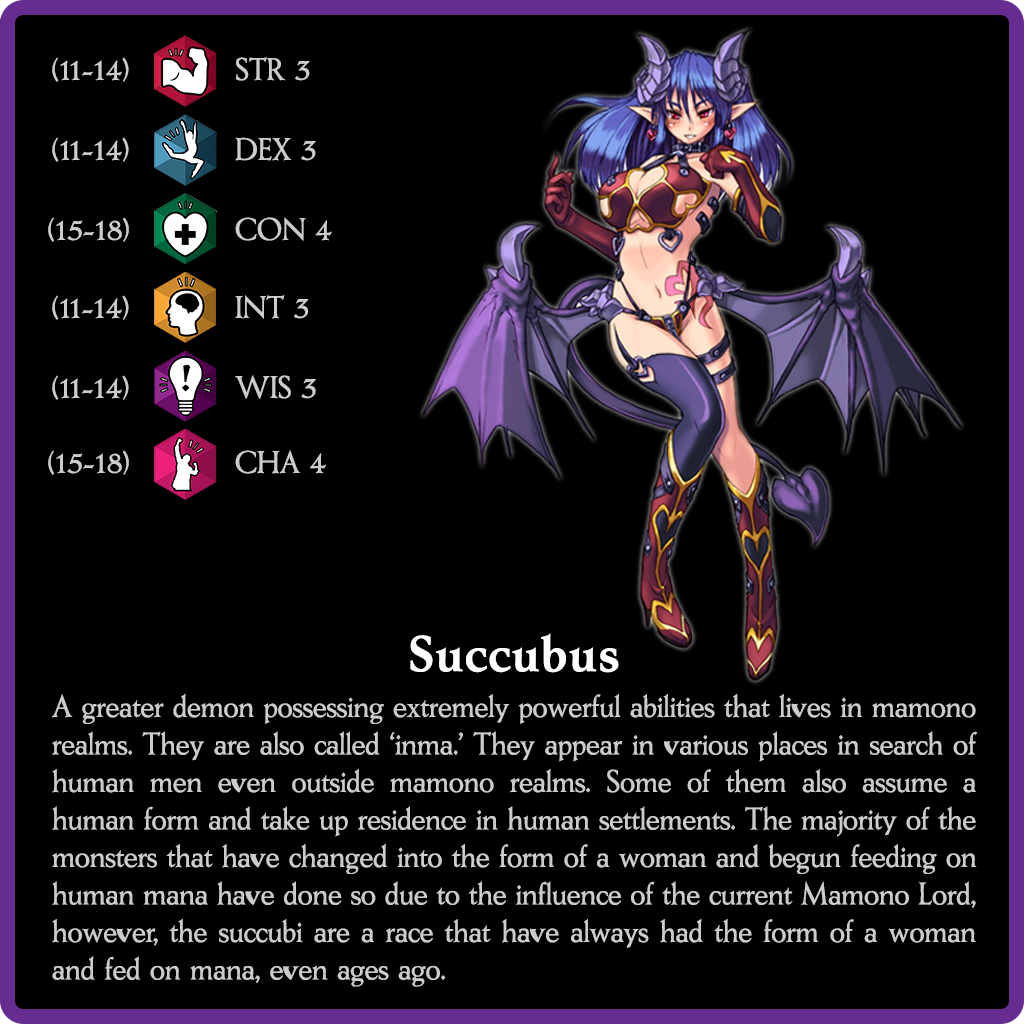 (11-14) STR 3
(11-14) DEX 3
(15-18) CON 4
(11-14) INT 3
(11-14) WIS 3
(15-18) CHA 4
Succubus
A greater demon possessing extremely powerful abilities that lives in mamono
realms. They are also called ‘inma.’ They appear in various places in search of
human men even outside mamono realms. Some of them also assume a
human form and take up residence in human settlements. The majority of the
monsters that have changed into the form of a woman and begun feeding on
human mana have done so due to the influence of the current Mamono Lord,
however, the succubi are a race that have always had the form of a woman
and fed on mana, even ages ago.